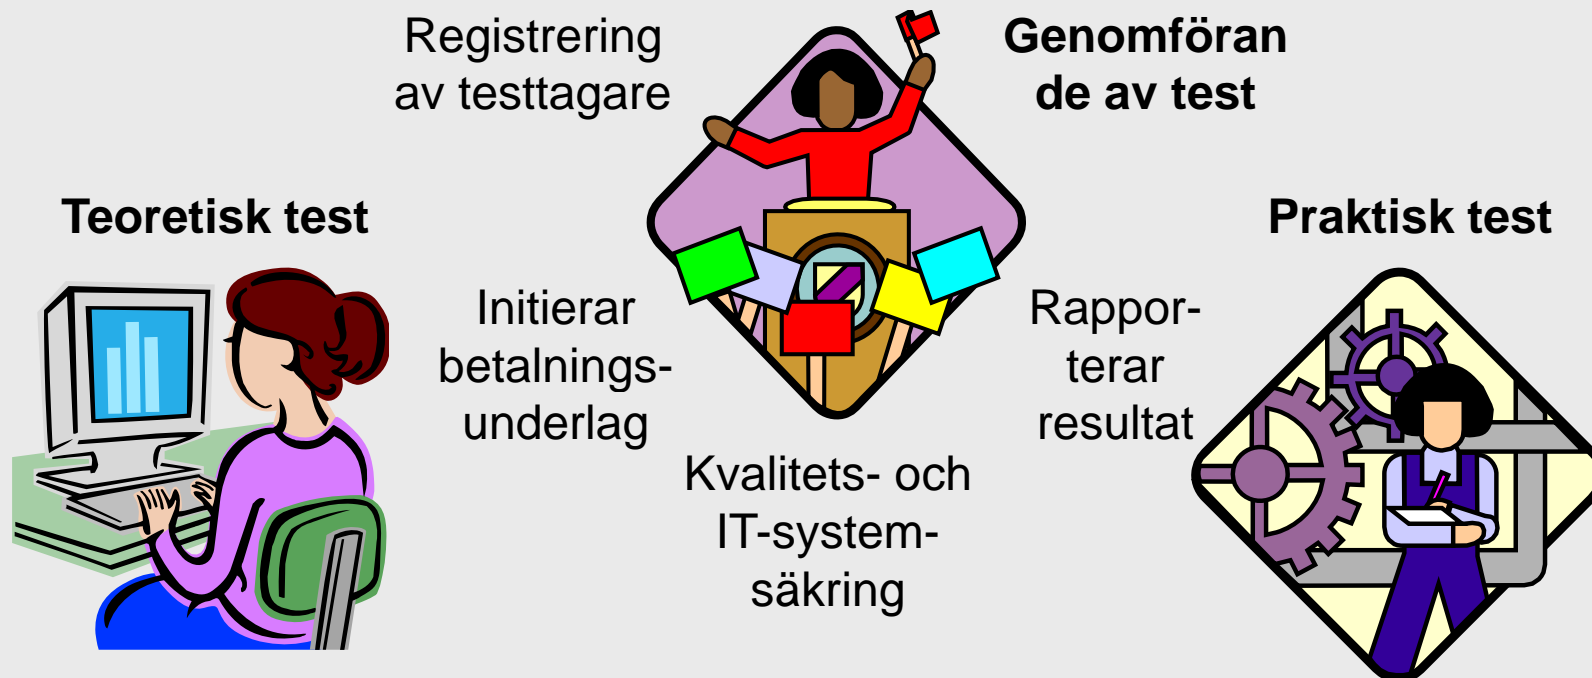 Registrering
av testtagare
Genomföran
de av test
Teoretisk test
Praktisk test
Initierar
betalnings-
underlag
Rappor-
terar
resultat
Kvalitets- och
IT-system-
säkring